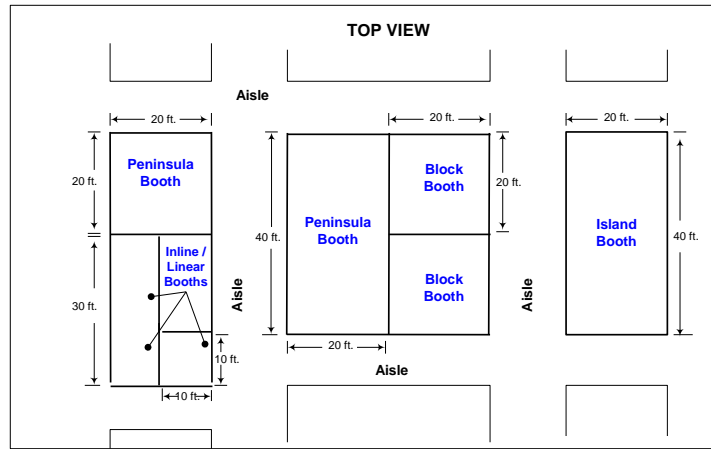 TOP VIEW
Aisle
20 ft.
20 ft.
20 ft.
Peninsula
Booth
20 ft.
Block
Booth
20 ft.
Peninsula
Booth
40 ft.
Island
Booth
40 ft.
Inline /
Linear
Booths
30 ft.
Aisle
Block
Booth
Aisle
10 ft.
20 ft.
10 ft.
Aisle